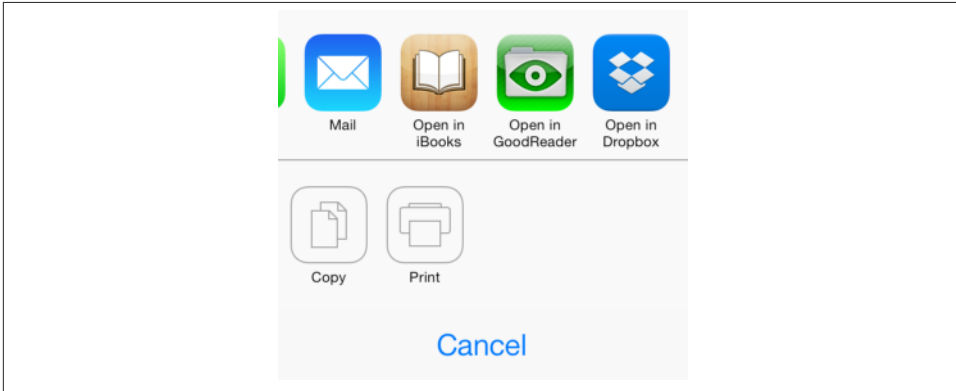 Mail
Open in
iBooks
Open in
GoodReader
Open in
Dropbox
Copy
Print
Cancel